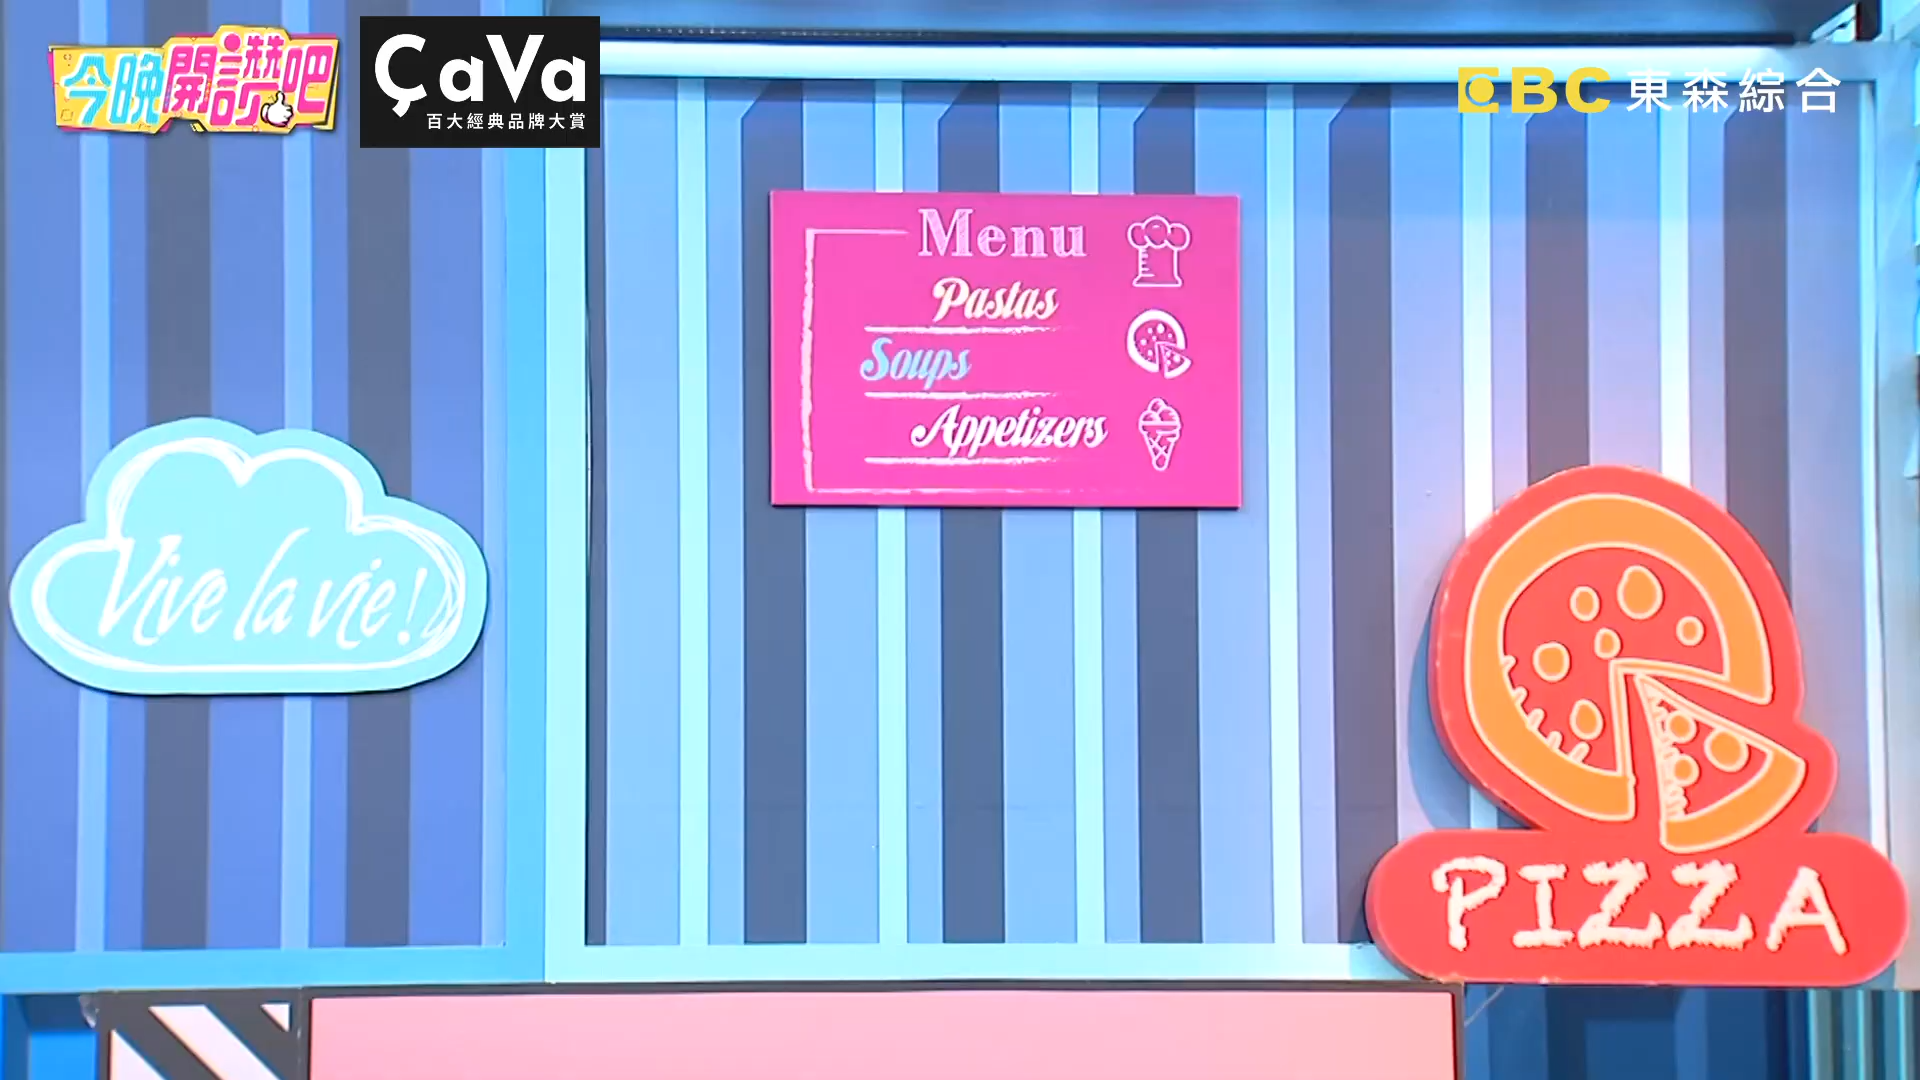 今晚開讚吧
ÇaVa
百大經典品牌大賞
EBC 東森綜合
Menu
Pastas
Soups
Appetizers
Vive la vie!
PIZZA